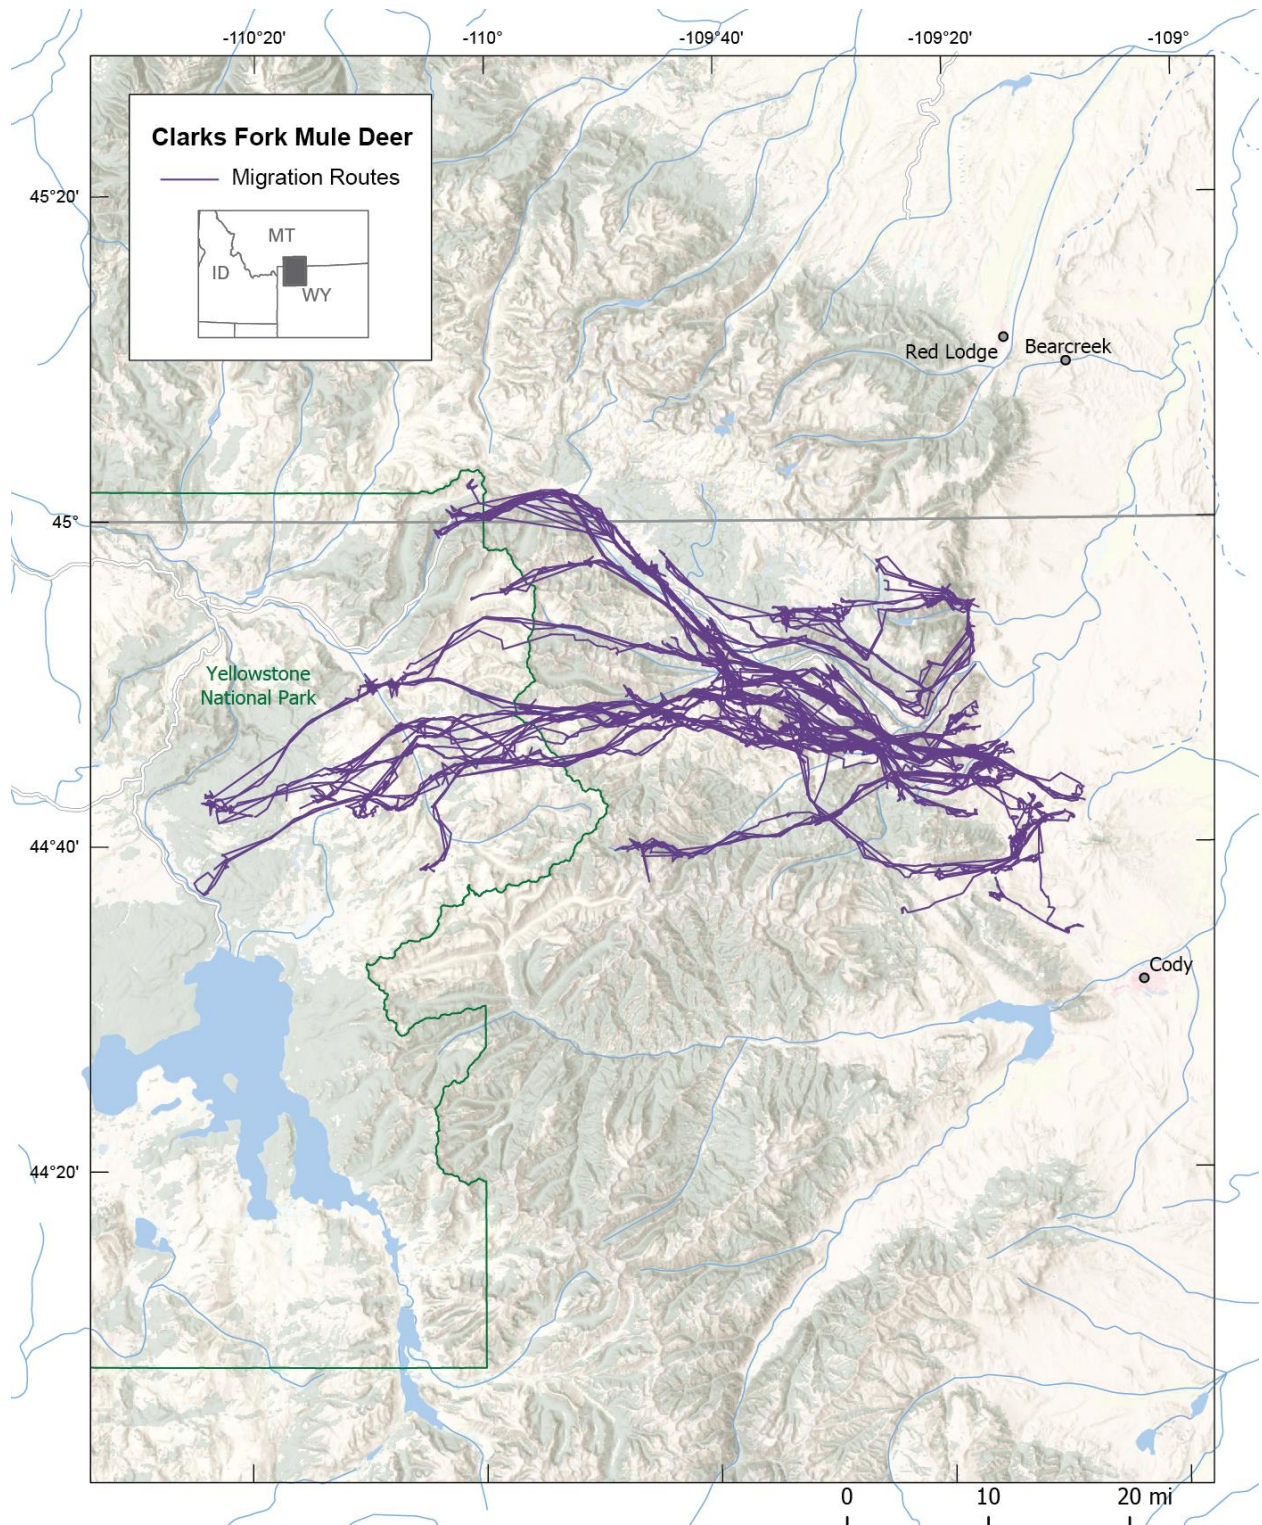 -110°20'
-110°
-109°40'
-109°20'
-109°
Clarks Fork Mule Deer
Migration Routes
MT
ID
WY
45°20'
Red Lodge
Bearcreek
45°
Yellowstone
National Park
44°40'
Cody
44°20'
0 10 20 mi